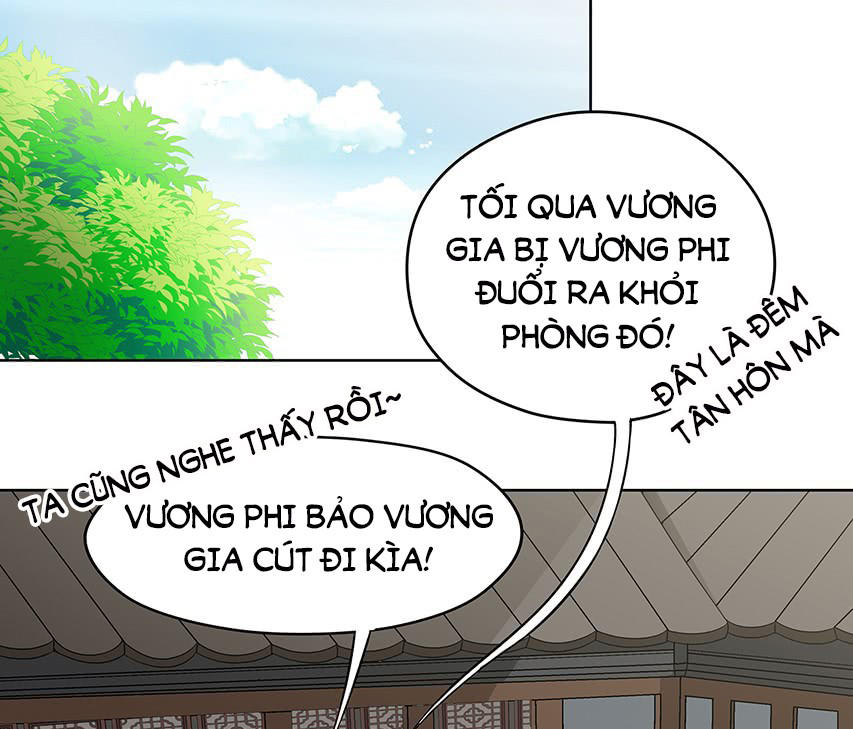 TỐI QUA VƯƠNG
GIA BỊ VƯƠNG PHI
ĐUỔI RA KHỎI
PHÒNG ĐÓ!
ĐÂY LÀ ĐÊM
TÂN HÔN MÀ
TA CŨNG NGHE THẤY RỒI~
VƯƠNG PHI BẢO VƯƠNG
GIA CÚT ĐI KÌA!